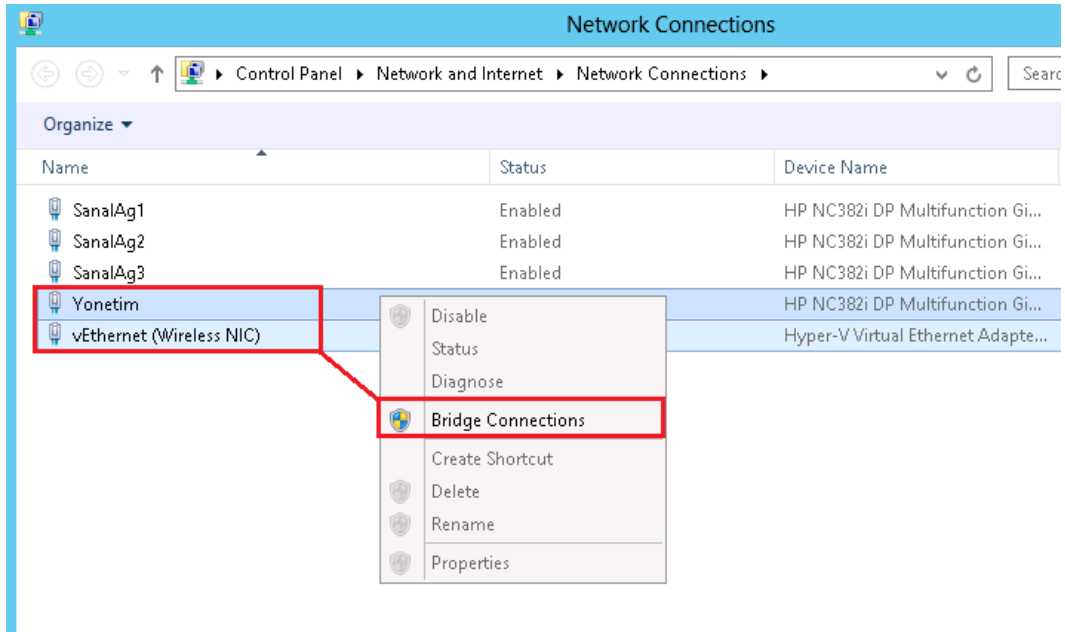 Network Connections
Control Panel Network and Internet Network Connections Searc
Organize
Name Status Device Name
SanalAg1 Enabled HP NC382i DP Multifunction Gi...
SanalAg2 Enabled HP NC382i DP Multifunction Gi...
SanalAg3 Enabled HP NC382i DP Multifunction Gi...
Yonetim HP NC382i DP Multifunction Gi...
vEthernet (Wireless NIC) Hyper-V Virtual Ethernet Adapte...
Disable
Status
Diagnose
Bridge Connections
Create Shortcut
Delete
Rename
Properties